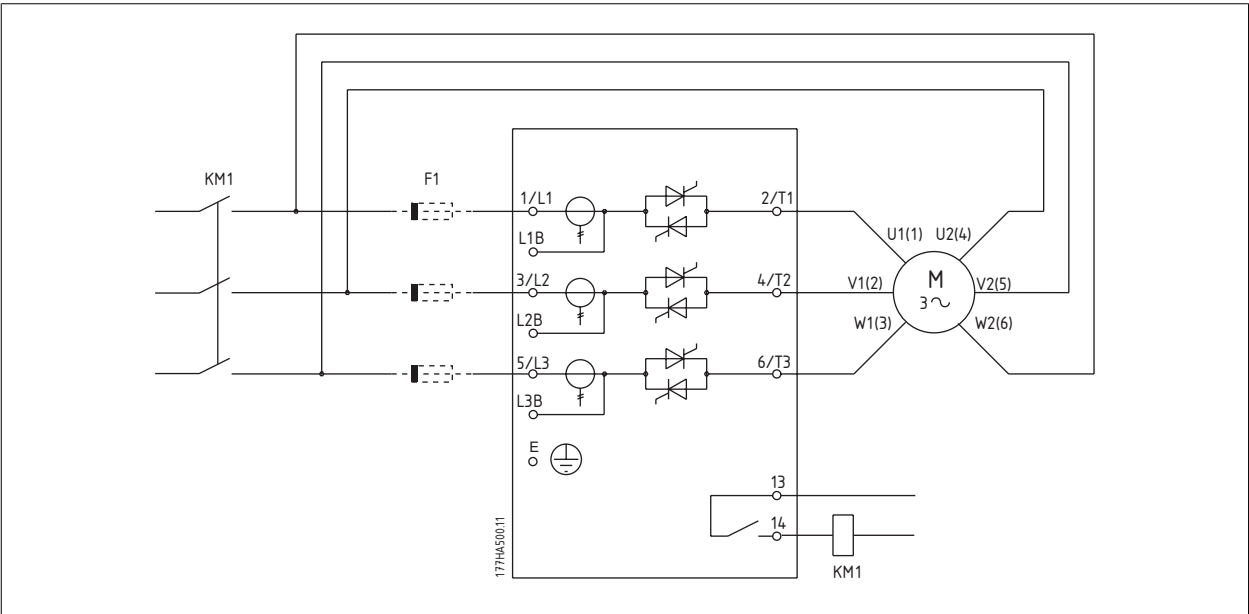 KM1
F1
1/L1
2/T1
L1B
U1(1) U2(4)
3/L2
4/T2
V1(2)
M
3~
V2(5)
L2B
W1(3)
W2(6)
5/L3
6/T3
L3B
E
13
14
KM1
177HA500.11